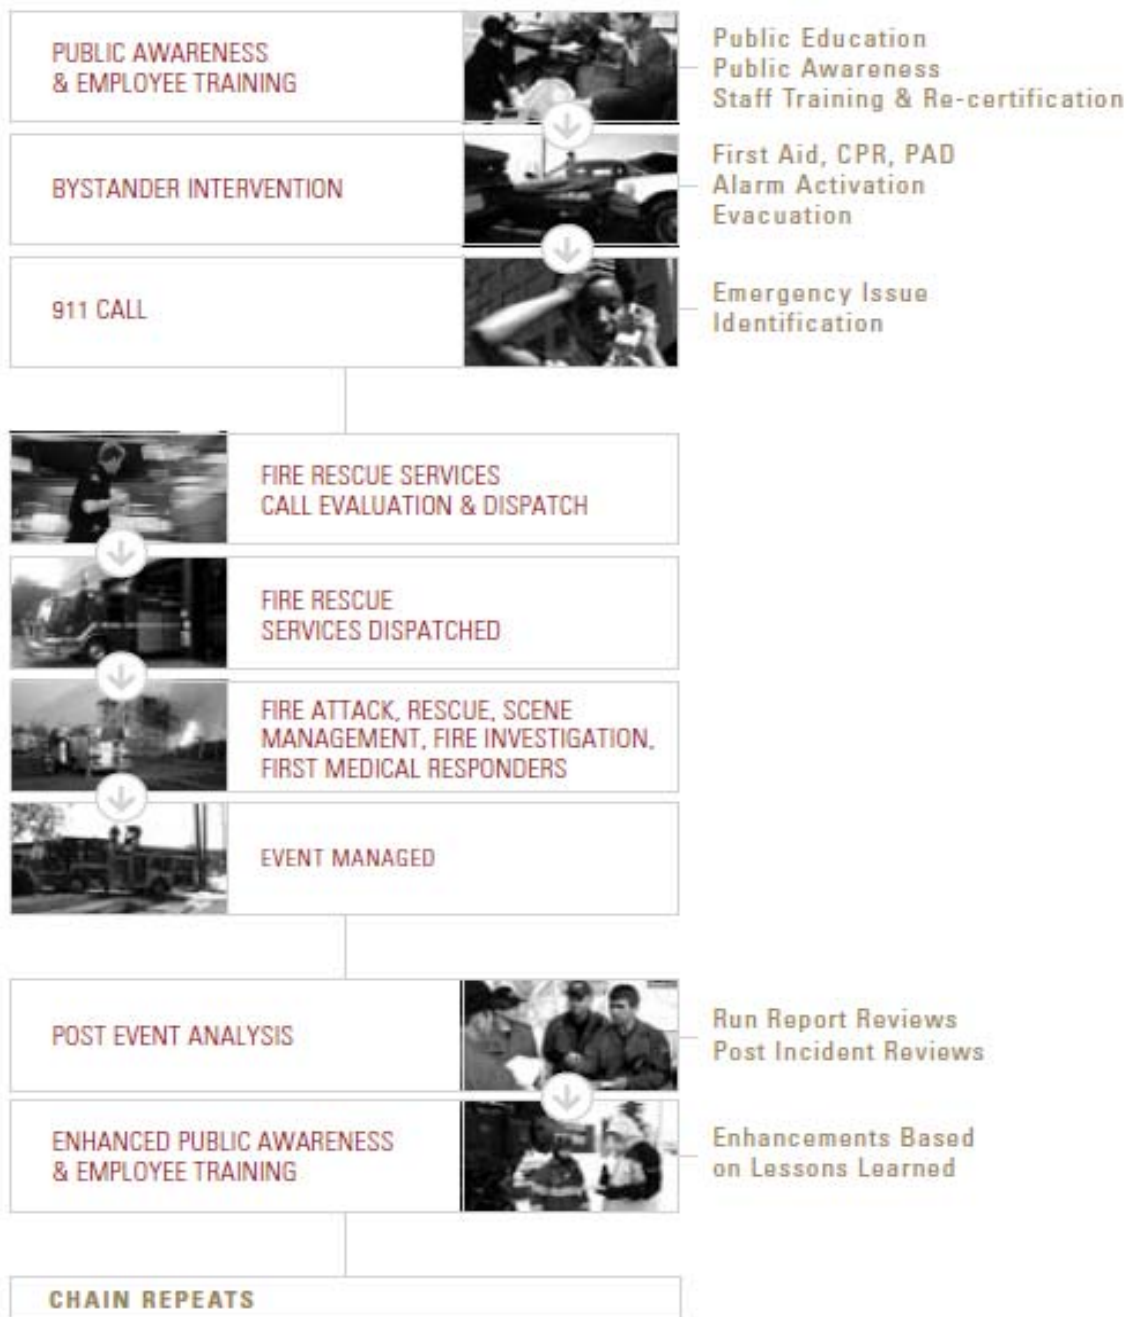 PUBLIC AWARENESS
& EMPLOYEE TRAINING
Public Education
Public Awareness
Staff Training & Re-certification
BYSTANDER INTERVENTION
First Aid, CPR, PAD
Alarm Activation
Evacuation
911 CALL
Emergency Issue
Identification
FIRE RESCUE SERVICES
CALL EVALUATION & DISPATCH
FIRE RESCUE
SERVICES DISPATCHED
FIRE ATTACK, RESCUE, SCENE
MANAGEMENT, FIRE INVESTIGATION,
FIRST MEDICAL RESPONDERS
EVENT MANAGED
POST EVENT ANALYSIS
Run Report Reviews
Post Incident Reviews
ENHANCED PUBLIC AWARENESS
& EMPLOYEE TRAINING
Enhancements Based
on Lessons Learned
CHAIN REPEATS